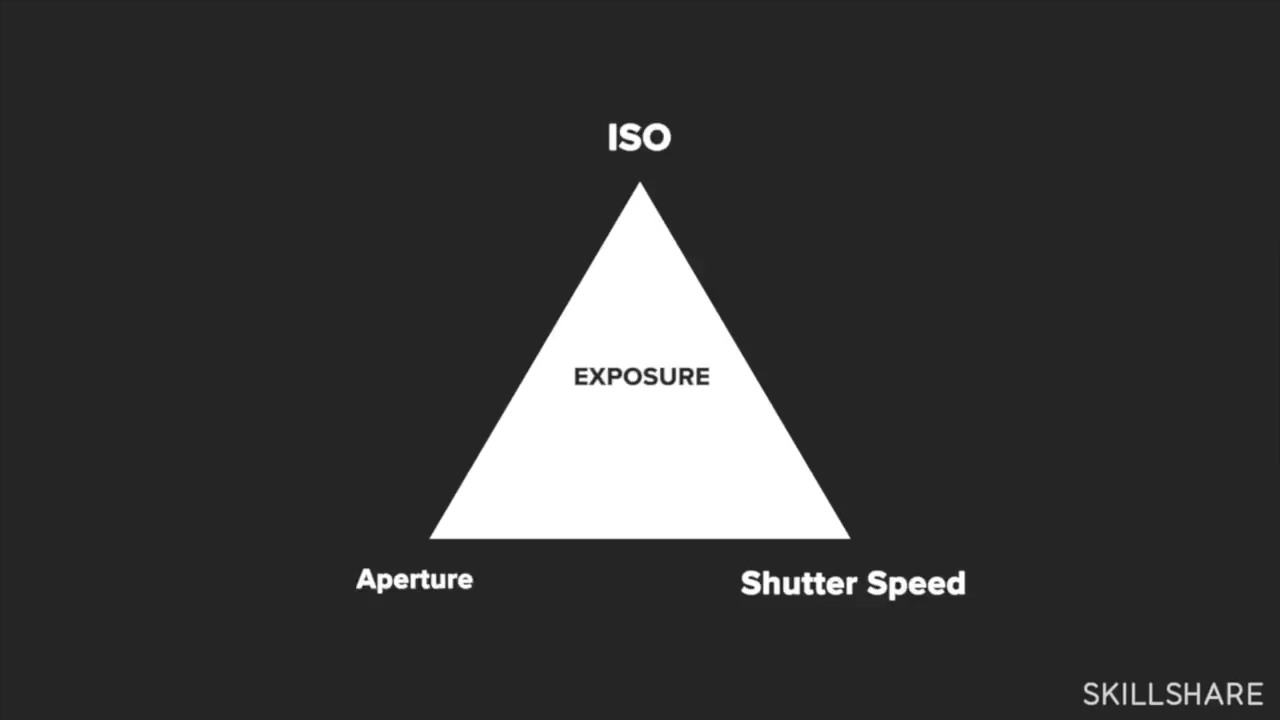 ISO
EXPOSURE
Aperture
Shutter Speed
SKILLSHARE